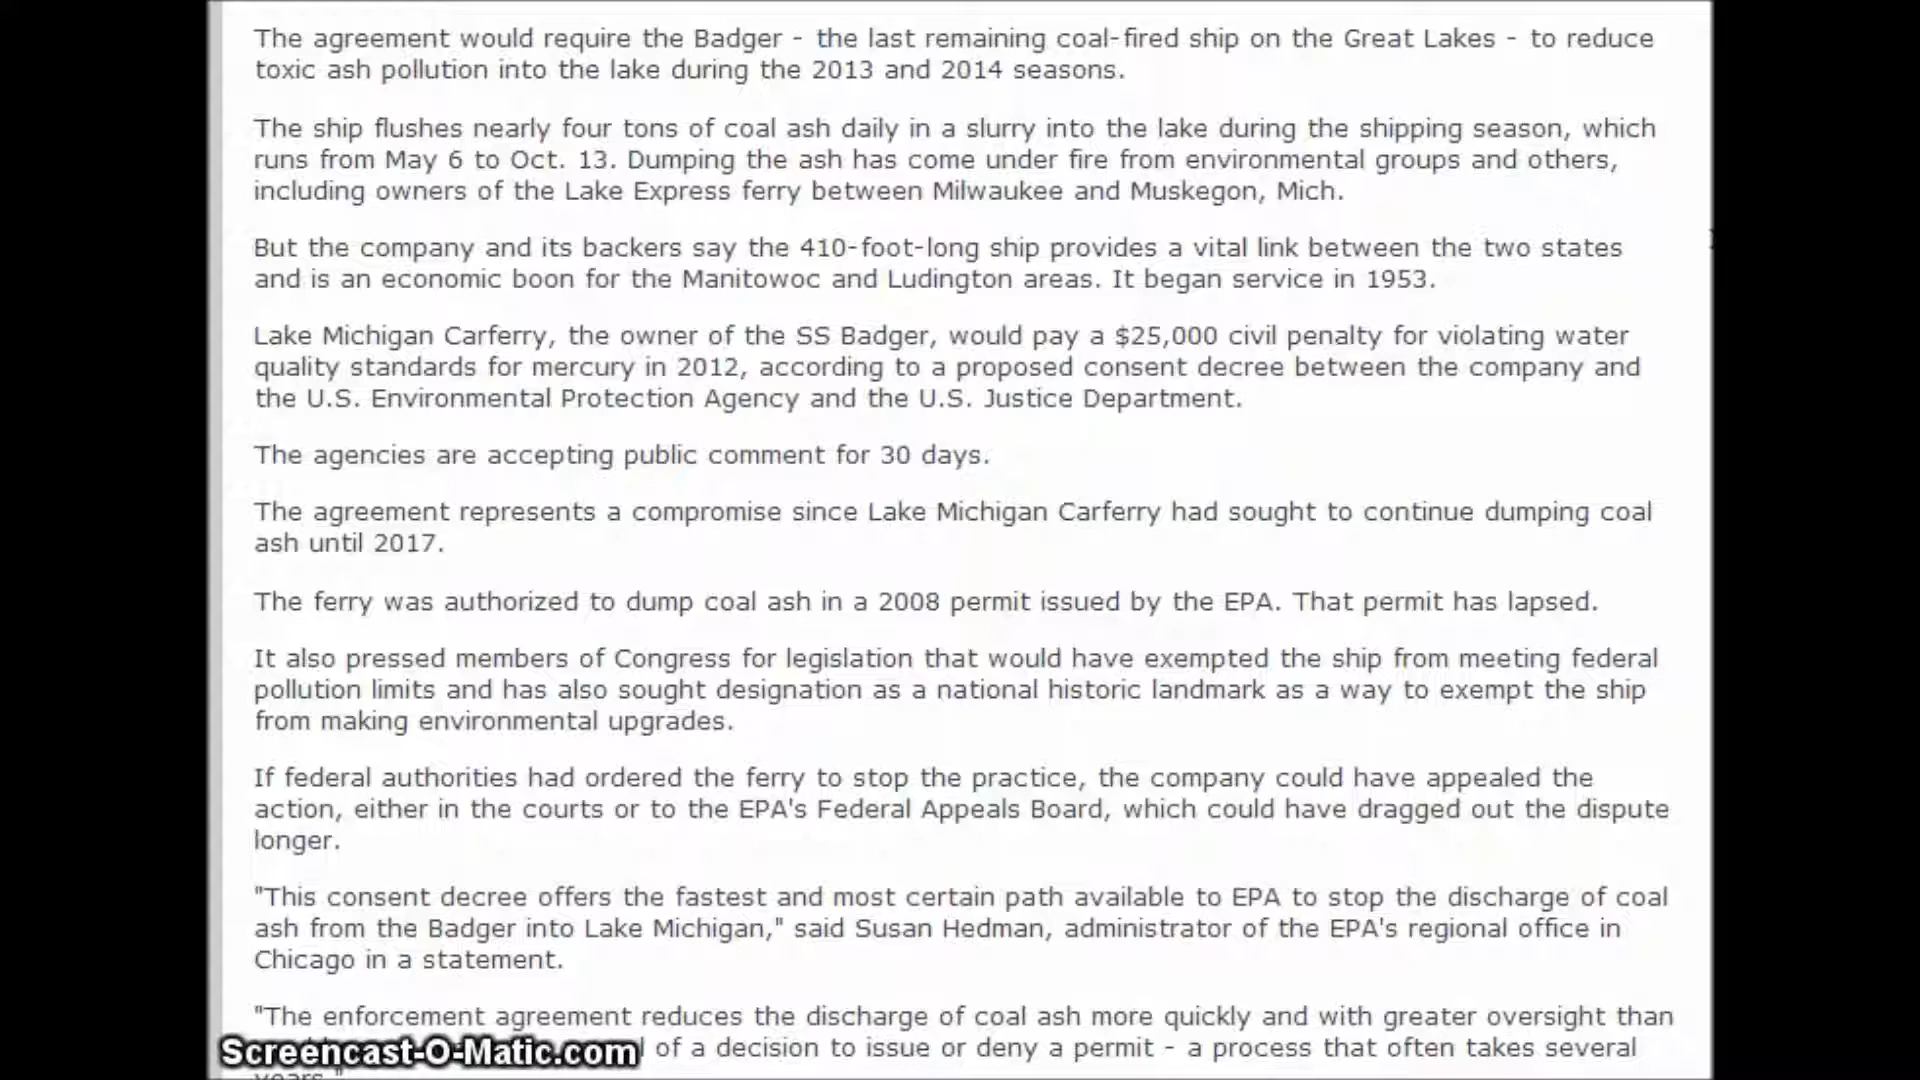 The agreement would require the Badger - the last remaining coal-fired ship on the Great Lakes - to reduce
toxic ash pollution into the lake during the 2013 and 2014 seasons.
The ship flushes nearly four tons of coal ash daily in a slurry into the lake during the shipping season, which
runs from May 6 to Oct. 13. Dumping the ash has come under fire from environmental groups and others,
including owners of the Lake Express ferry between Milwaukee and Muskegon, Mich.
But the company and its backers say the 410-foot-long ship provides a vital link between the two states
and is an economic boon for the Manitowoc and Ludington areas. It began service in 1953.
Lake Michigan Carferry, the owner of the SS Badger, would pay a $25,000 civil penalty for violating water
quality standards for mercury in 2012, according to a proposed consent decree between the company and
the U.S. Environmental Protection Agency and the U.S. Justice Department.
The agencies are accepting public comment for 30 days.
The agreement represents a compromise since Lake Michigan Carferry had sought to continue dumping coal
ash until 2017.
The ferry was authorized to dump coal ash in a 2008 permit issued by the EPA. That permit has lapsed.
It also pressed members of Congress for legislation that would have exempted the ship from meeting federal
pollution limits and has also sought designation as a national historic landmark as a way to exempt the ship
from making environmental upgrades.
If federal authorities had ordered the ferry to stop the practice, the company could have appealed the
action, either in the courts or to the EPA's Federal Appeals Board, which could have dragged out the dispute
longer.
"This consent decree offers the fastest and most certain path available to EPA to stop the discharge of coal
ash from the Badger into Lake Michigan," said Susan Hedman, administrator of the EPA's regional office in
Chicago in a statement.
"The enforcement agreement reduces the discharge of coal ash more quickly and with greater oversight than
of a decision to issue or deny a permit - a process that often takes several
years."
Screencast-O-Matic.com